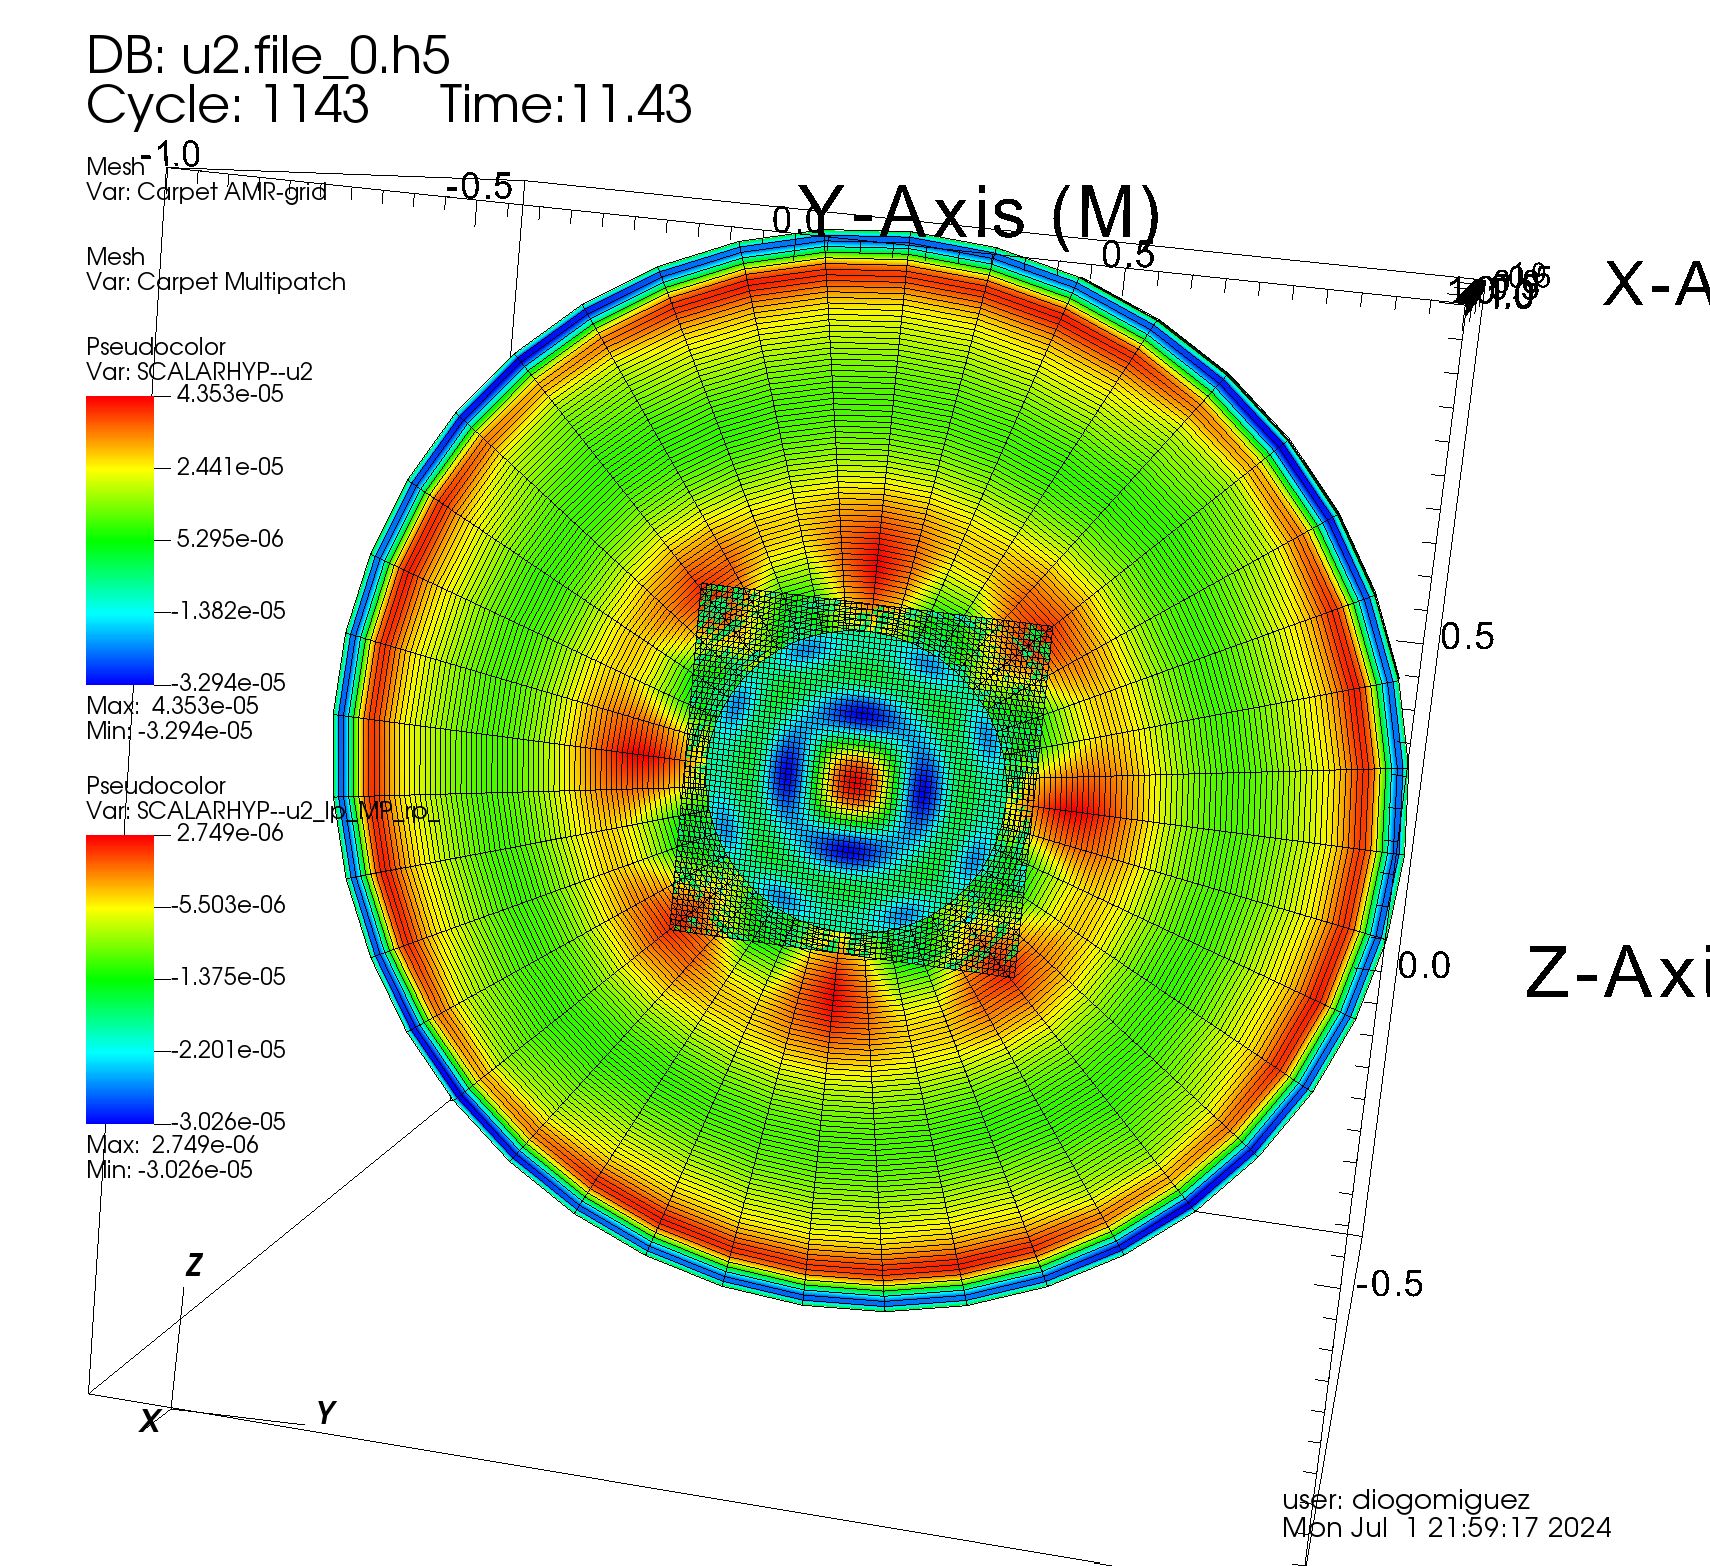 DB: u2.file_0.h5
Cycle: 1143 Time:11.43
Mesh
Var: Carpet AMR-grid
Mesh
Var: Carpet Multipatch
Pseudocolor
Var: SCALARHYP--u2
4.353e-05
2.441e-05
5.295e-06
-1.382e-05
-3.294e-05
Max: 4.353e-05
Min: -3.294e-05
Pseudocolor
Var: SCALARHYP--u2_lp_MP_rp_
2.749e-06
-5.503e-06
-1.375e-05
-2.201e-05
-3.026e-05
Max: 2.749e-06
Min: -3.026e-05
-1.0
-0.5
0.0
Y-Axis (M)
0.5
X-A
0.5
0.0
Z-Axi
-0.5
Z
X
Y
user: diogomiguez
Mon Jul 1 21:59:17 2024